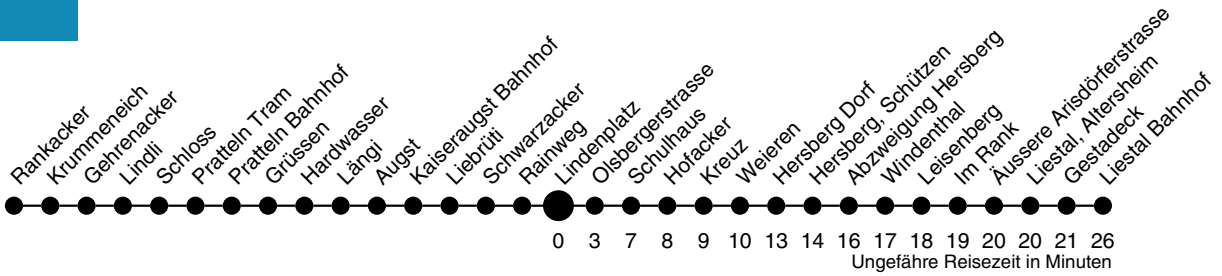 Rankacker
Krummeneich
Gehrenacker
Lindli
Schloss
Pratteln Tram
Pratteln Bahnhof
Grüssen
Hardwasser
Längi
Augst
Kaiseraugst Bahnhof
Liebrüti
Schwarzacker
Rainweg
Lindenplatz
Olsbergerstrasse
Schulhaus
Hofacker
Kreuz
Weieren
Hersberg Dorf
Hersberg, Schützen
Abzweigung Hersberg
Windenthal
Leisenberg
Im Rank
Äussere Arisdörferstrasse
Liestal, Altersheim
Gestadeck
Liestal Bahnhof
0 3 7 8 9 10 13 14 16 17 18 19 20 20 21 26
Ungefähre Reisezeit in Minuten